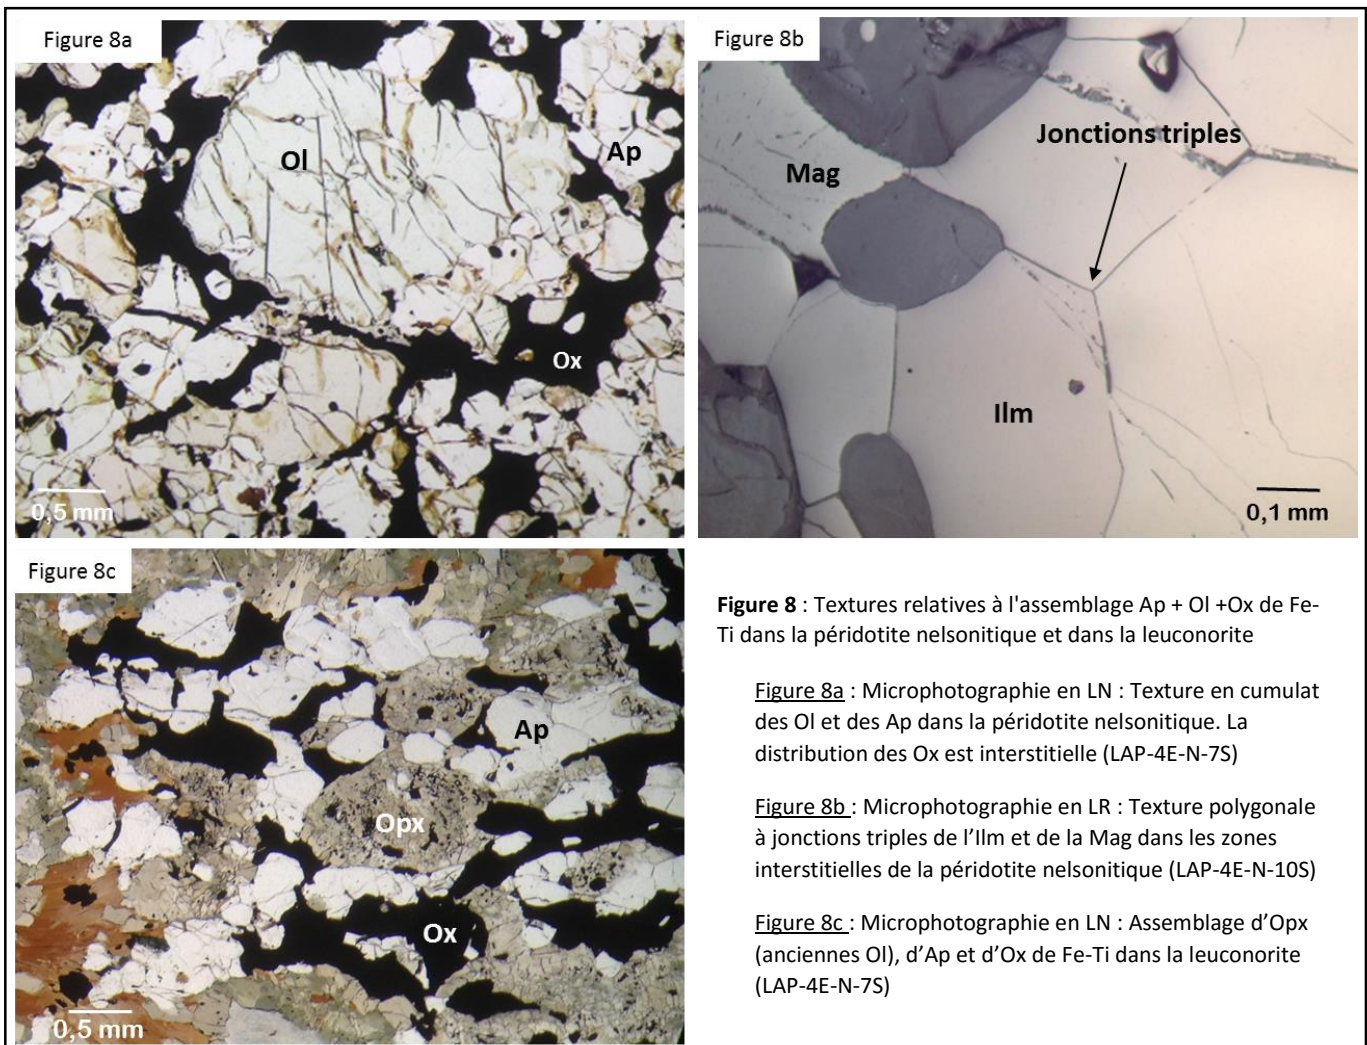 Figure 8a
Ol
Ap
Ox
0,5 mm
Figure 8b
Jonctions triples
Mag
Ilm
0,1 mm
Figure 8c
Ap
Opx
Ox
0,5 mm
Figure 8 : Textures relatives à l'assemblage Ap + Ol +Ox de Fe-
Ti dans la péridotite nelsonitique et dans la leuconorite
Figure 8a : Microphotographie en LN : Texture en cumulat
des Ol et des Ap dans la péridotite nelsonitique. La
distribution des Ox est interstitielle (LAP-4E-N-7S)
Figure 8b : Microphotographie en LR : Texture polygonale
à jonctions triples de l’Ilm et de la Mag dans les zones
interstitielles de la péridotite nelsonitique (LAP-4E-N-10S)
Figure 8c : Microphotographie en LN : Assemblage d’Opx
(anciennes Ol), d’Ap et d’Ox de Fe-Ti dans la leuconorite
(LAP-4E-N-7S)